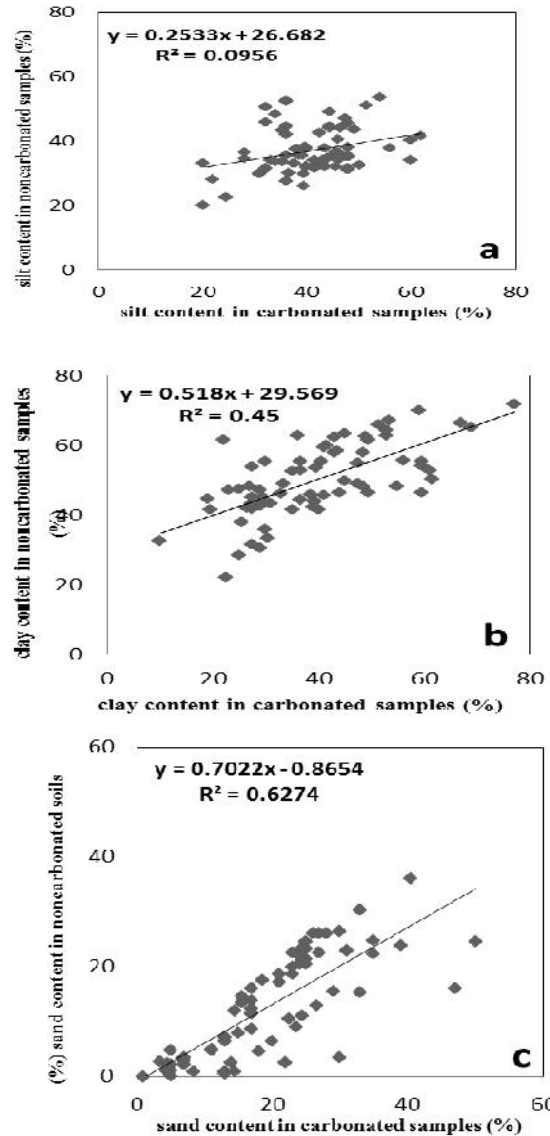 y = 0.2533x+26.682
R² = 0.0956
silt content in noncarbonated samples (%)
80
60
40
20
0
a
0 20 40 60 80
silt content in carbonated samples (%)
y = 0.518x + 29.569
R² = 0.45
clay content in noncarbonated samples
(%)
80
60
40
20
0
b
0 20 40 60 80
clay content in carbonated samples (%)
y = 0.7022x - 0.8654
R² = 0.6274
(%) sand content in noncarbonated soils
60
40
20
0
c
0 20 40 60
sand content in carbonated samples (%)